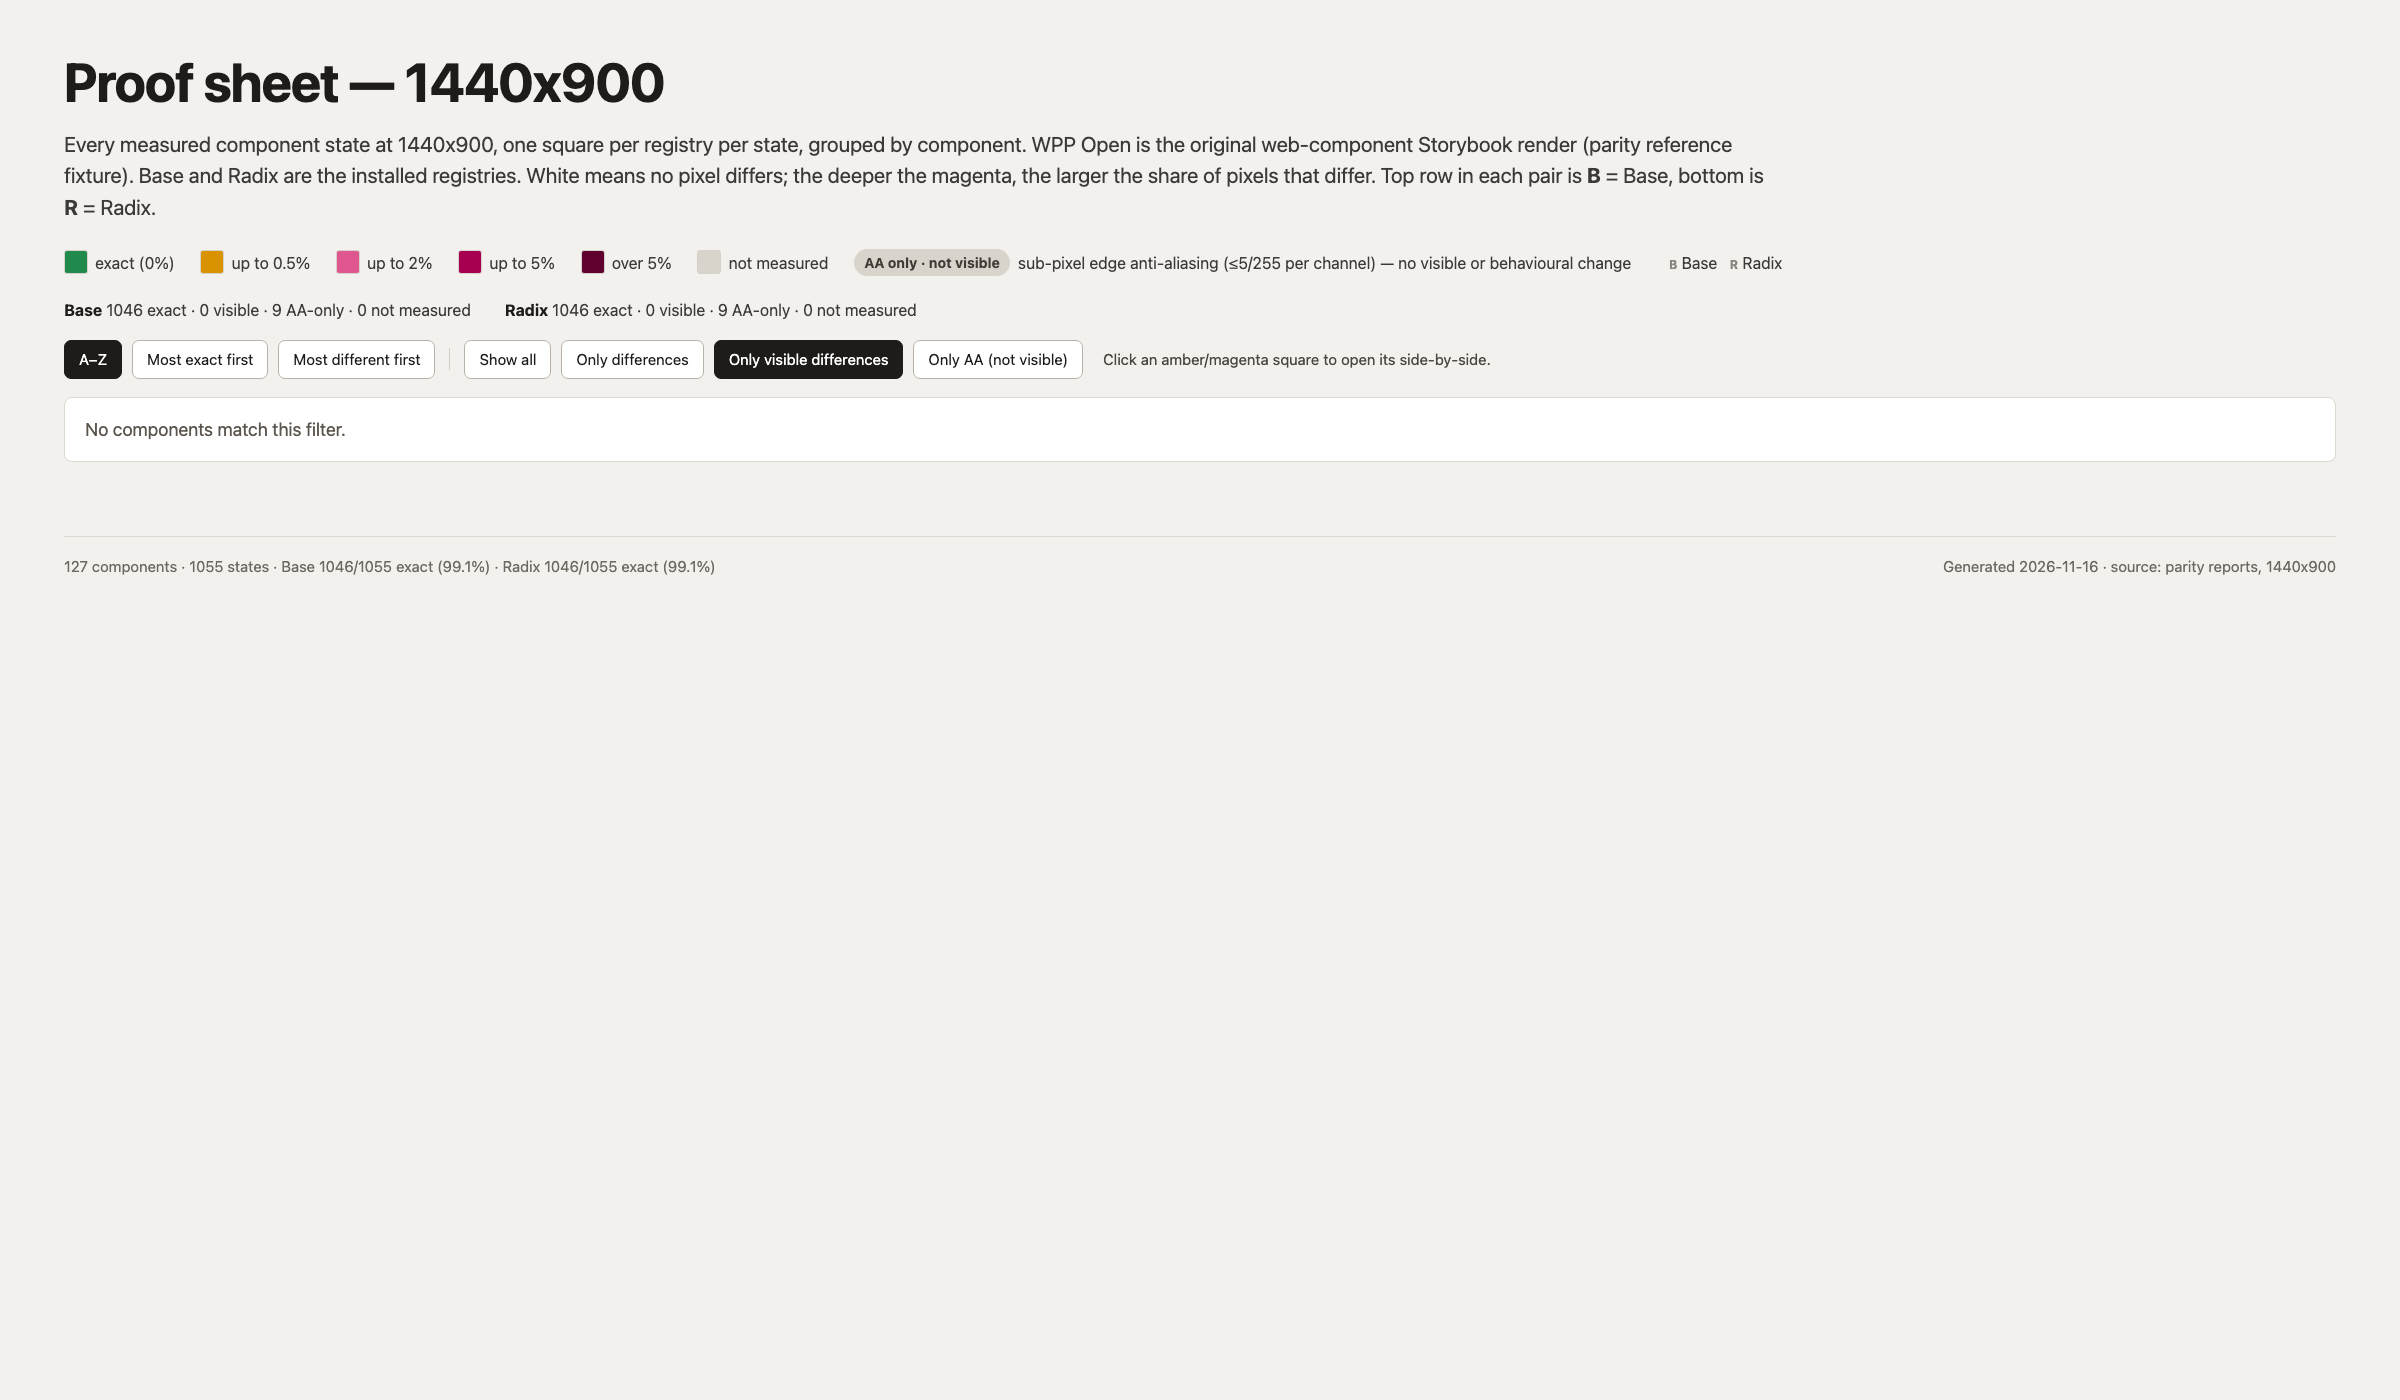 Proof sheet — 1440x900
Every measured component state at 1440x900, one square per registry per state, grouped by component. WPP Open is the original web-component Storybook render (parity reference
fixture). Base and Radix are the installed registries. White means no pixel differs; the deeper the magenta, the larger the share of pixels that differ. Top row in each pair is B = Base, bottom is
R = Radix.
exact (0%) up to 0.5% up to 2% up to 5% over 5% not measured AA only · not visible sub-pixel edge anti-aliasing (≤5/255 per channel) — no visible or behavioural change B Base R Radix
Base 1046 exact · 0 visible · 9 AA-only · 0 not measured Radix 1046 exact · 0 visible · 9 AA-only · 0 not measured
A–Z Most exact first Most different first Show all Only differences Only visible differences Only AA (not visible) Click an amber/magenta square to open its side-by-side.
No components match this filter.
127 components · 1055 states · Base 1046/1055 exact (99.1%) · Radix 1046/1055 exact (99.1%) Generated 2026-11-16 · source: parity reports, 1440x900